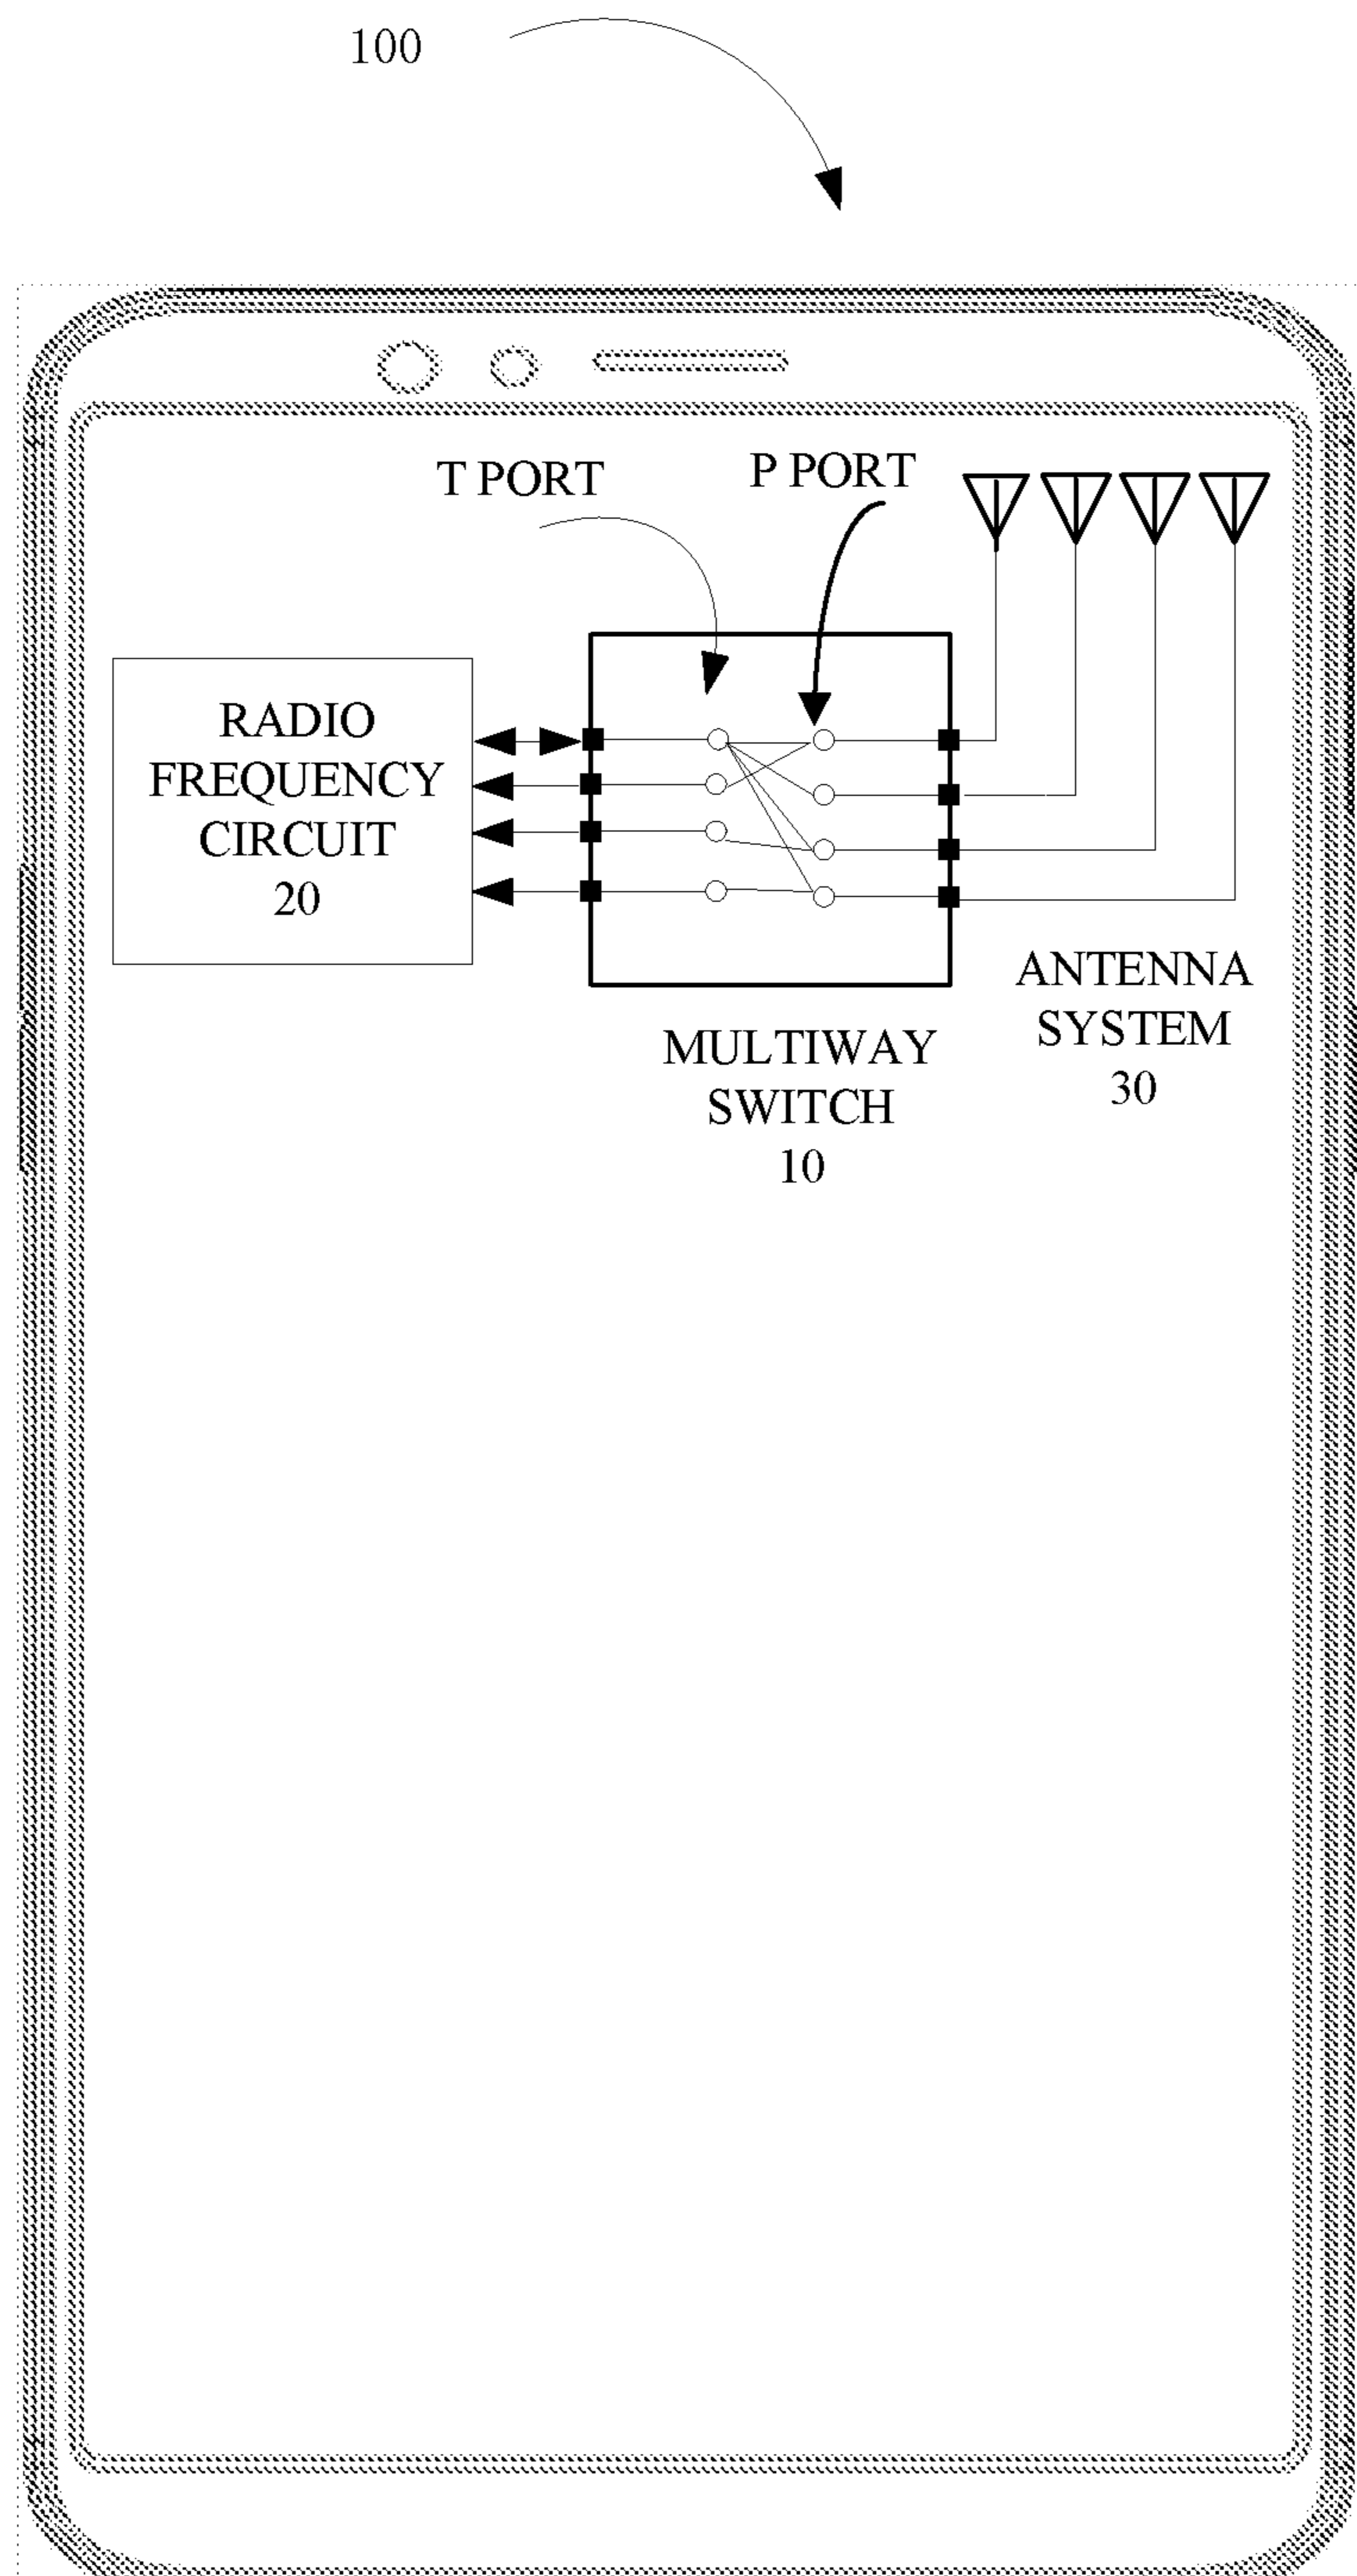 100
T PORT
P PORT
RADIO
FREQUENCY
CIRCUIT
20
MULTIWAY
SWITCH
10
ANTENNA
SYSTEM
30